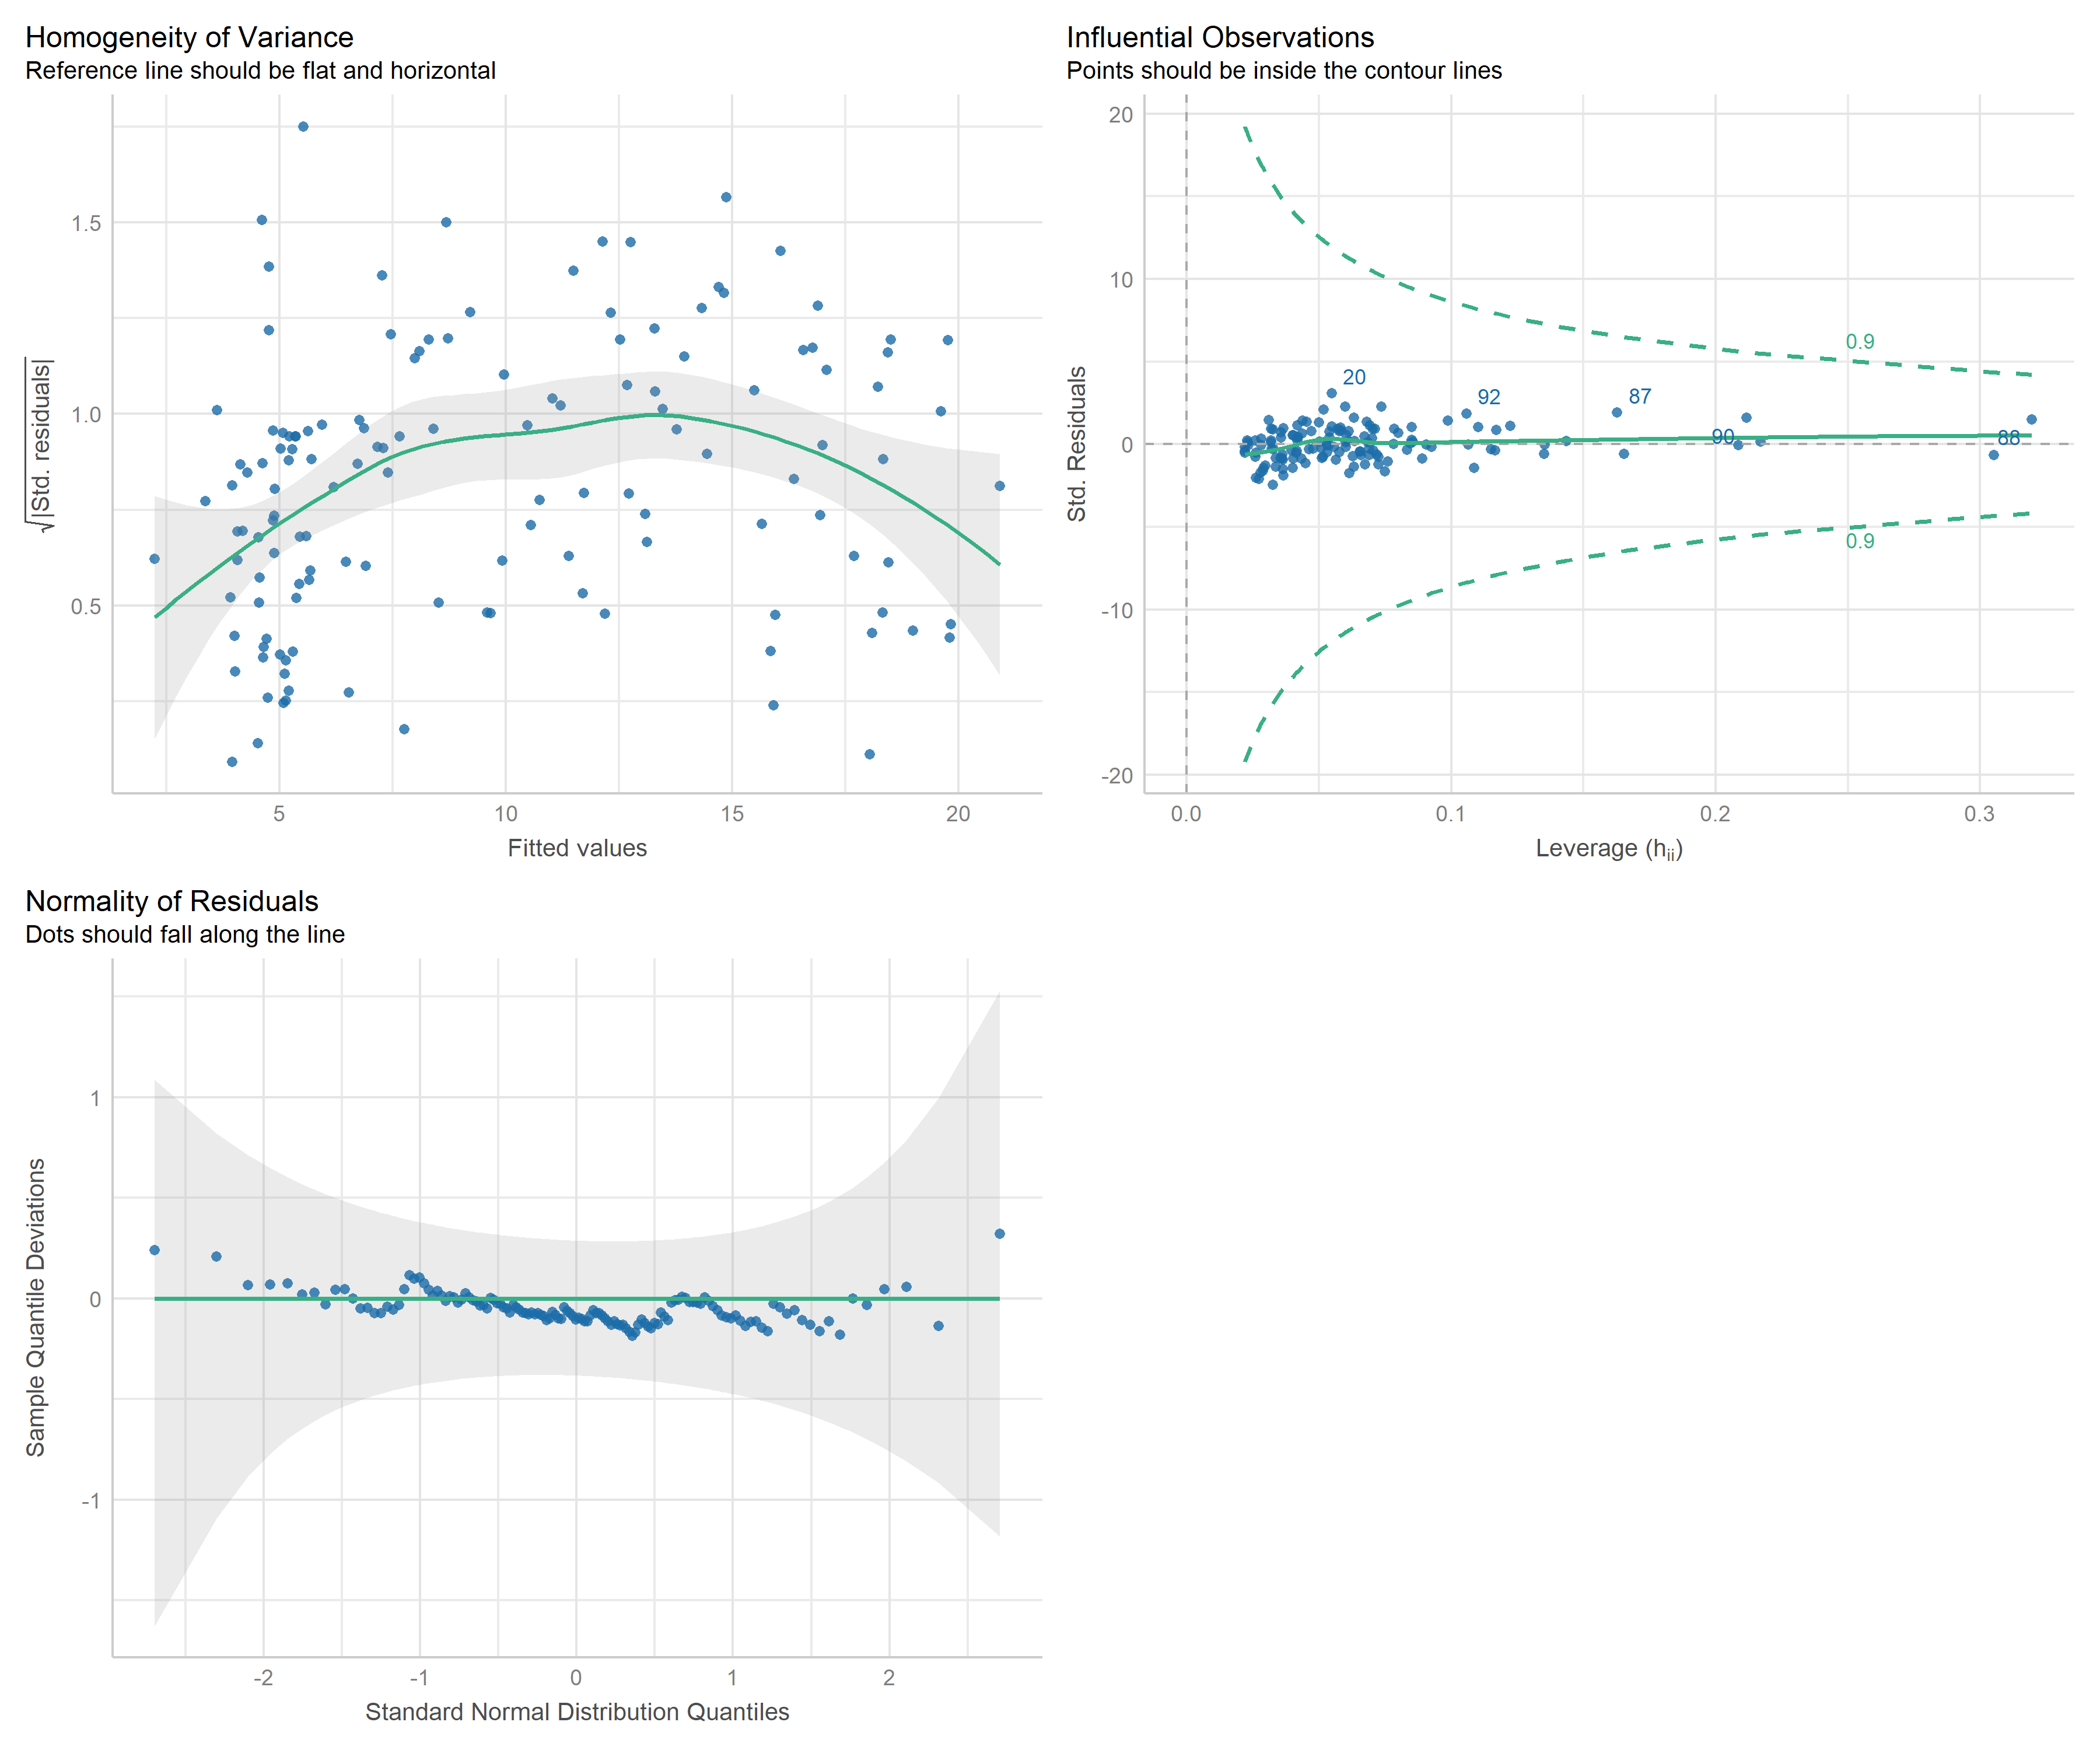 Homogeneity of Variance
Reference line should be flat and horizontal
1.5
1.0
0.5
√|Std. residuals|
5 10 15 20
Fitted values
Influential Observations
Points should be inside the contour lines
20
10
0
-10
-20
Std. Residuals
0.9
20
92
87
90
88
0.9
0.0 0.1 0.2 0.3
Leverage (hii)
Normality of Residuals
Dots should fall along the line
1
0
-1
Sample Quantile Deviations
-2 -1 0 1 2
Standard Normal Distribution Quantiles